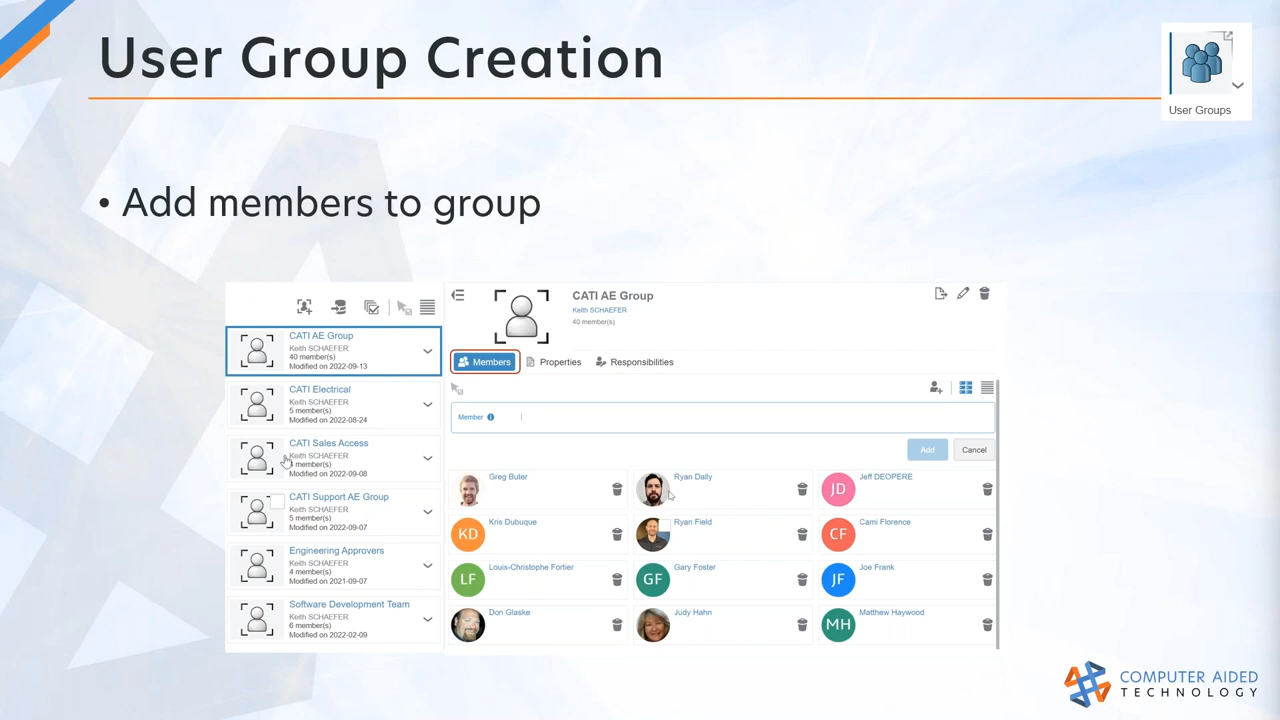 User Group Creation
User Groups
• Add members to group
CATI AE Group
Keith SCHAEFER
40 member(s)
Modified on 2022-09-13
CATI Electrical
Keith SCHAEFER
5 member(s)
Modified on 2022-08-24
CATI Sales Access
Keith SCHAEFER
member(s)
Modified on 2022-09-08
CATI Support AE Group
Keith SCHAEFER
5 member(s)
Modified on 2022-09-07
Engineering Approvers
Keith SCHAEFER
4 member(s)
Modified on 2021-09-07
Software Development Team
Keith SCHAEFER
6 member(s)
Modified on 2022-02-09
CATI AE Group
Keith SCHAEFER
40 member(s)
Members Properties Responsibilities
Member
Add Cancel
Greg Buter Ryan Dally JD Jeff DEOPERE
KD Kris Dubuque Ryan Field CF Cami Florence
LF Louis-Christophe Fortier GF Gary Foster JF Joe Frank
Don Glaske Judy Hahn MH Matthew Haywood
COMPUTER AIDED
TECHNOLOGY